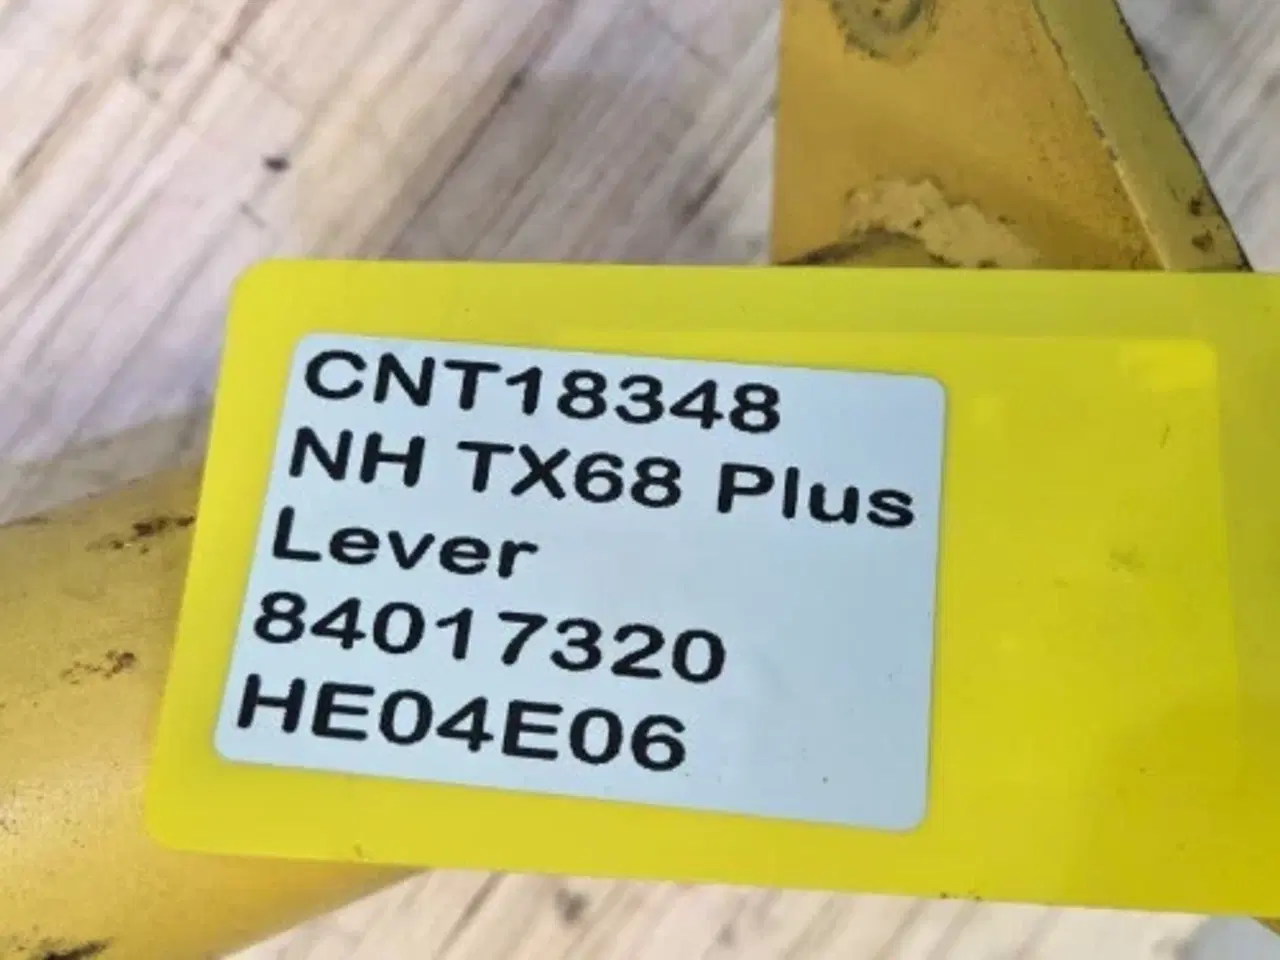 CNT18348
NH TX68 Plus
Lever
84017320
HE04E06